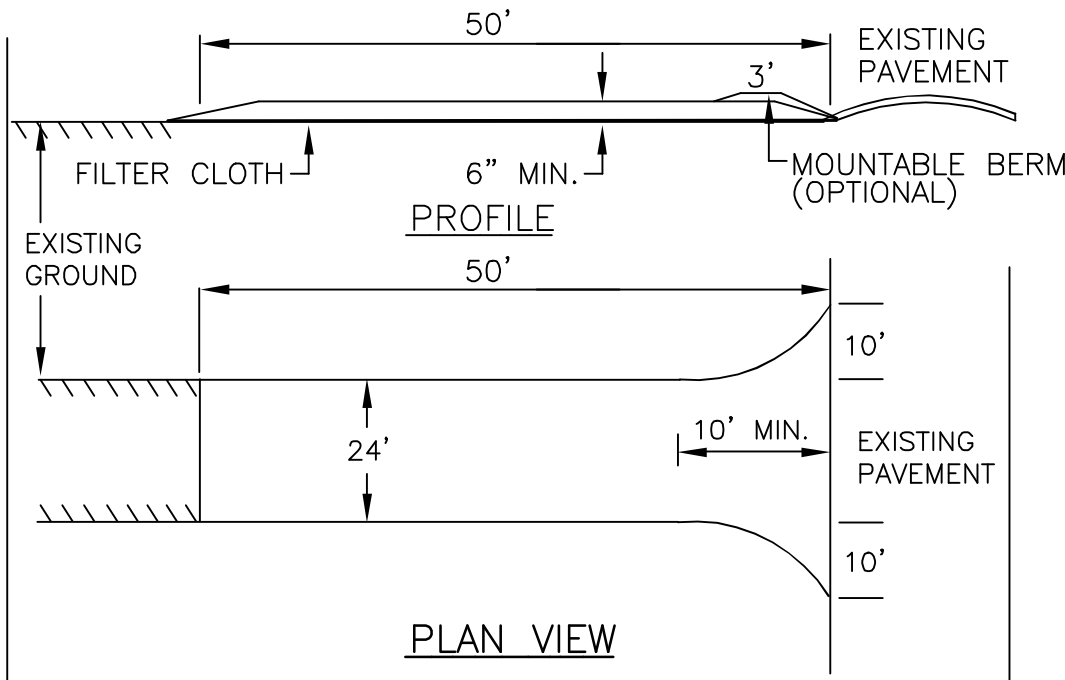 50'
EXISTING
PAVEMENT
3'
FILTER CLOTH
6” MIN.
MOUNTABLE BERM
(OPTIONAL)
PROFILE
EXISTING
GROUND
50'
10'
24'
10' MIN.
EXISTING
PAVEMENT
10'
PLAN VIEW